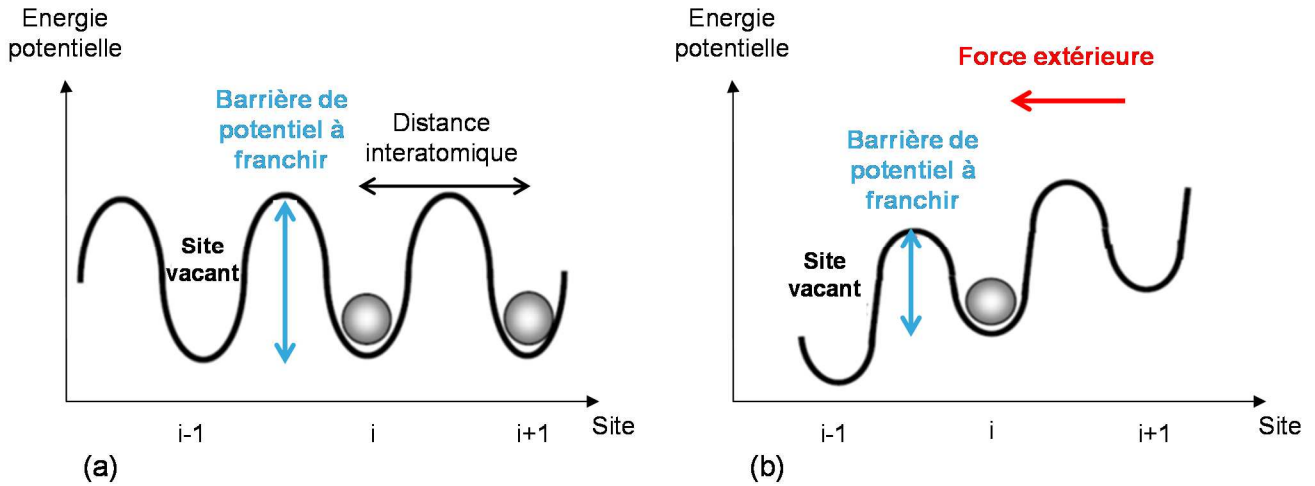 Energie
potentielle
Barrière de
potentiel à
franchir
Distance
interatomique
Site
vacant
i-1
i
i+1
Site
(a)
Energie
potentielle
Force extérieure
Barrière de
potentiel à
franchir
Site
vacant
i-1
i
i+1
Site
(b)